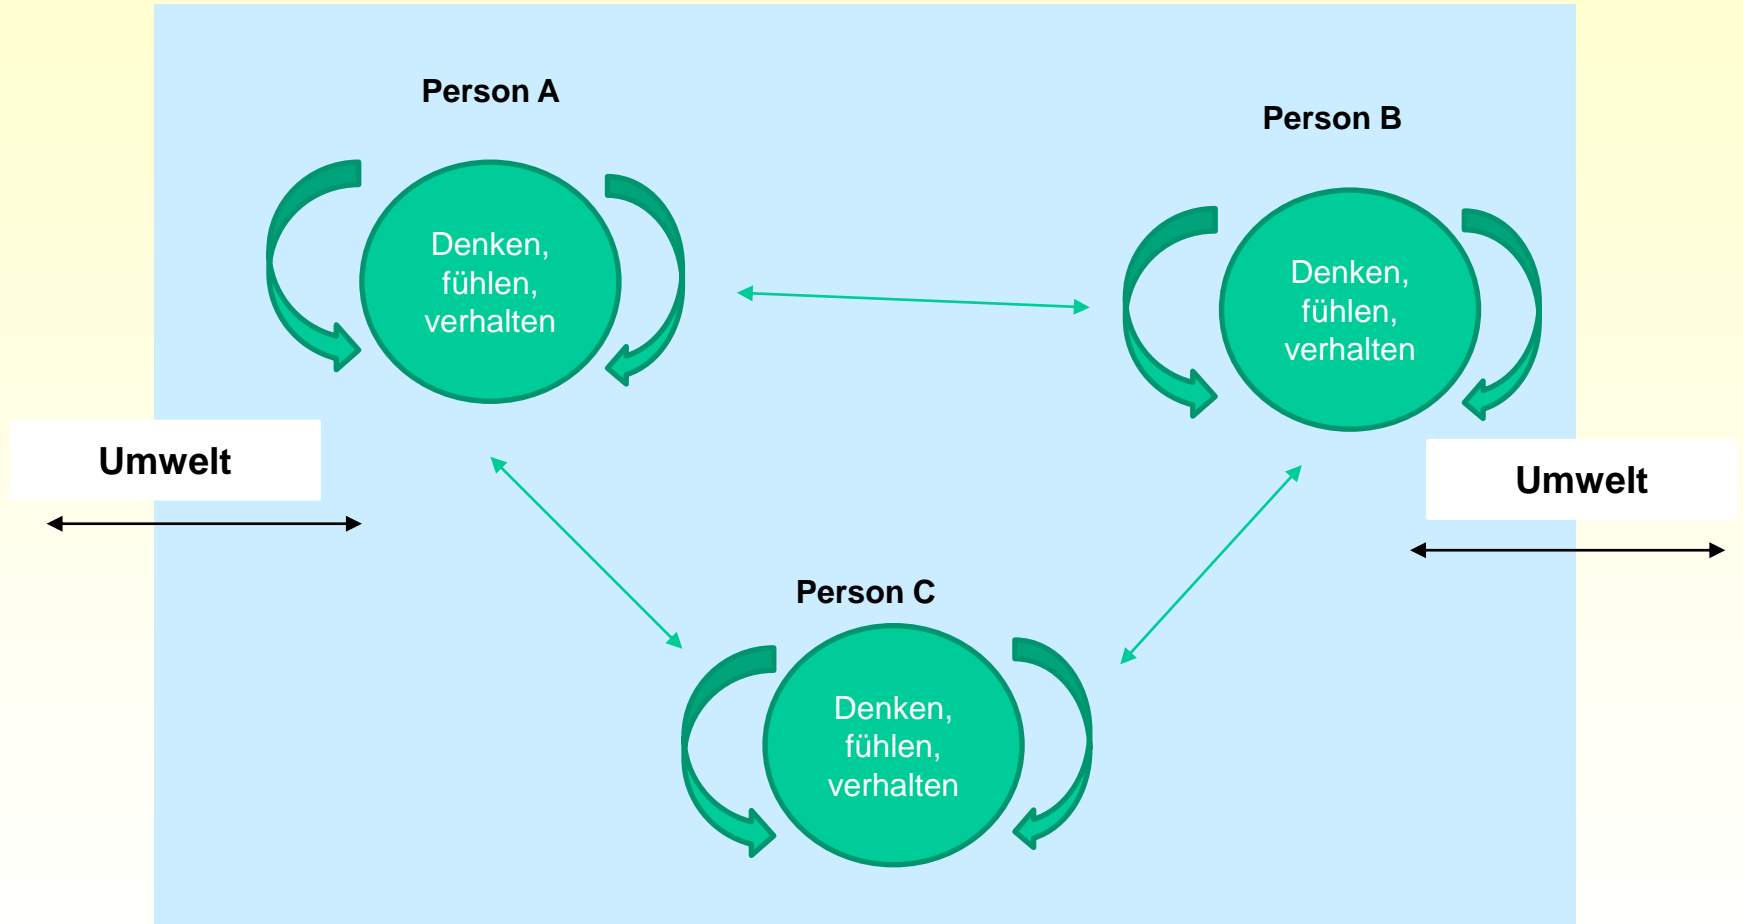 Person A
Person B
Denken,
fühlen,
verhalten
Denken,
fühlen,
verhalten
Umwelt
Umwelt
Person C
Denken,
fühlen,
verhalten